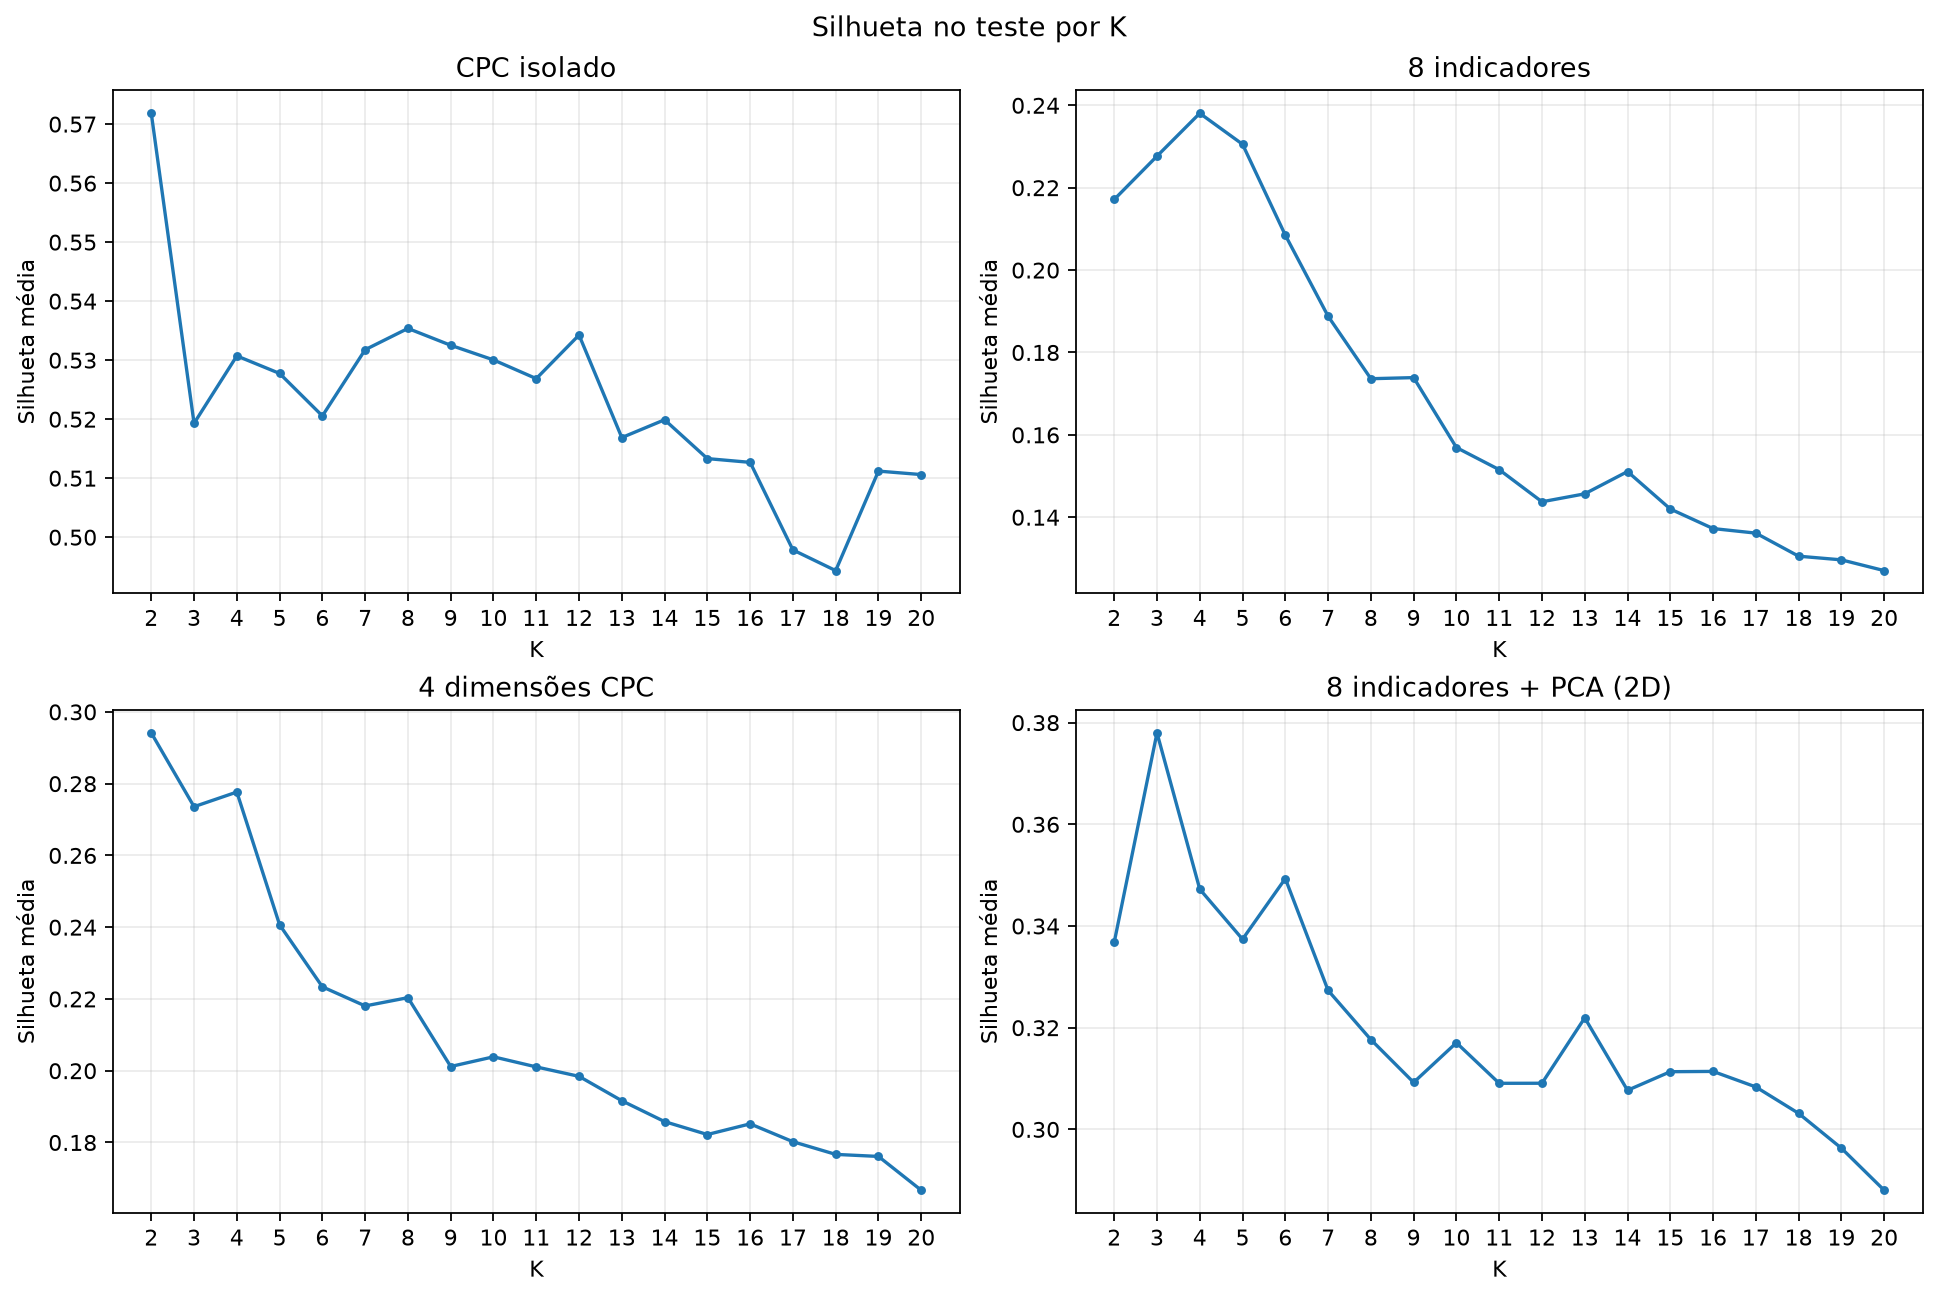 Silhueta no teste por K
CPC isolado
Silhueta média
0.57
0.56
0.55
0.54
0.53
0.52
0.51
0.50
2 3 4 5 6 7 8 9 10 11 12 13 14 15 16 17 18 19 20
K
8 indicadores
Silhueta média
0.24
0.22
0.20
0.18
0.16
0.14
2 3 4 5 6 7 8 9 10 11 12 13 14 15 16 17 18 19 20
K
4 dimensões CPC
Silhueta média
0.30
0.28
0.26
0.24
0.22
0.20
0.18
2 3 4 5 6 7 8 9 10 11 12 13 14 15 16 17 18 19 20
K
8 indicadores + PCA (2D)
Silhueta média
0.38
0.36
0.34
0.32
0.30
2 3 4 5 6 7 8 9 10 11 12 13 14 15 16 17 18 19 20
K